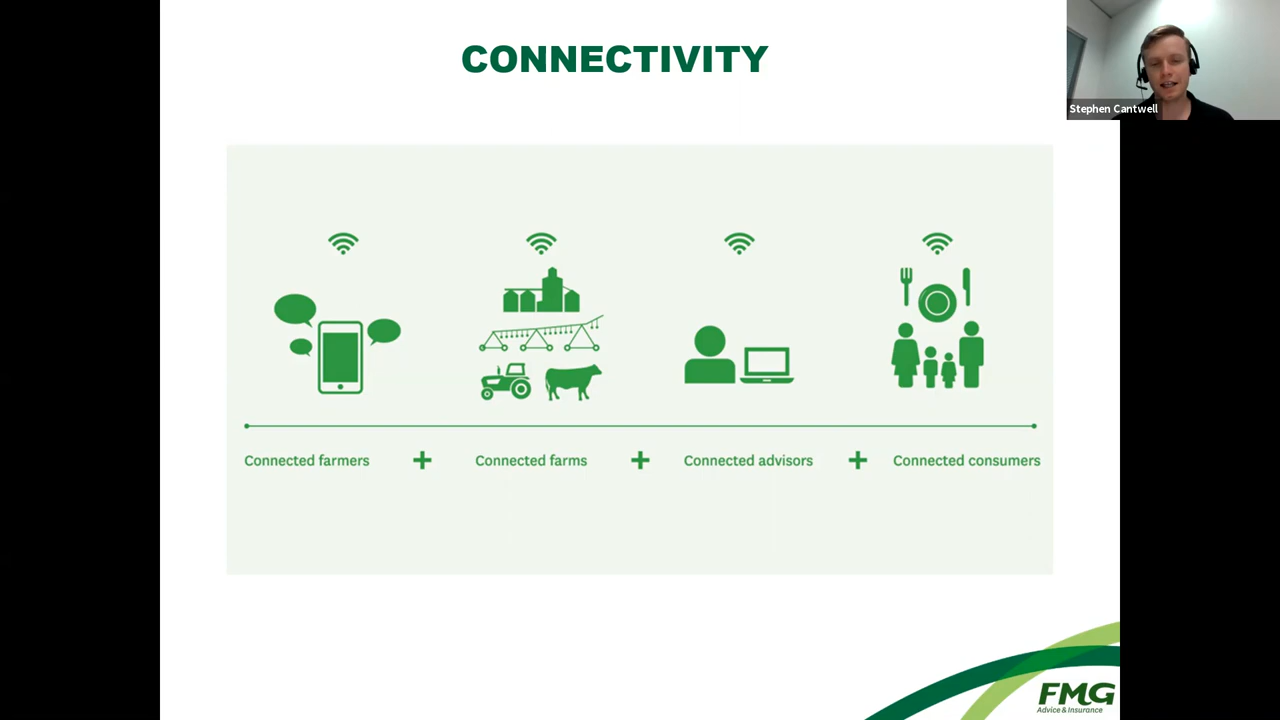 CONNECTIVITY
Stephen Cantwell
Connected farmers + Connected farms + Connected advisors + Connected consumers
FMG
Advice & Insurance